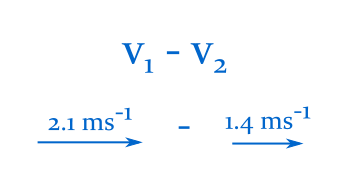 V₁ - V₂
2.1 ms⁻¹ - 1.4 ms⁻¹